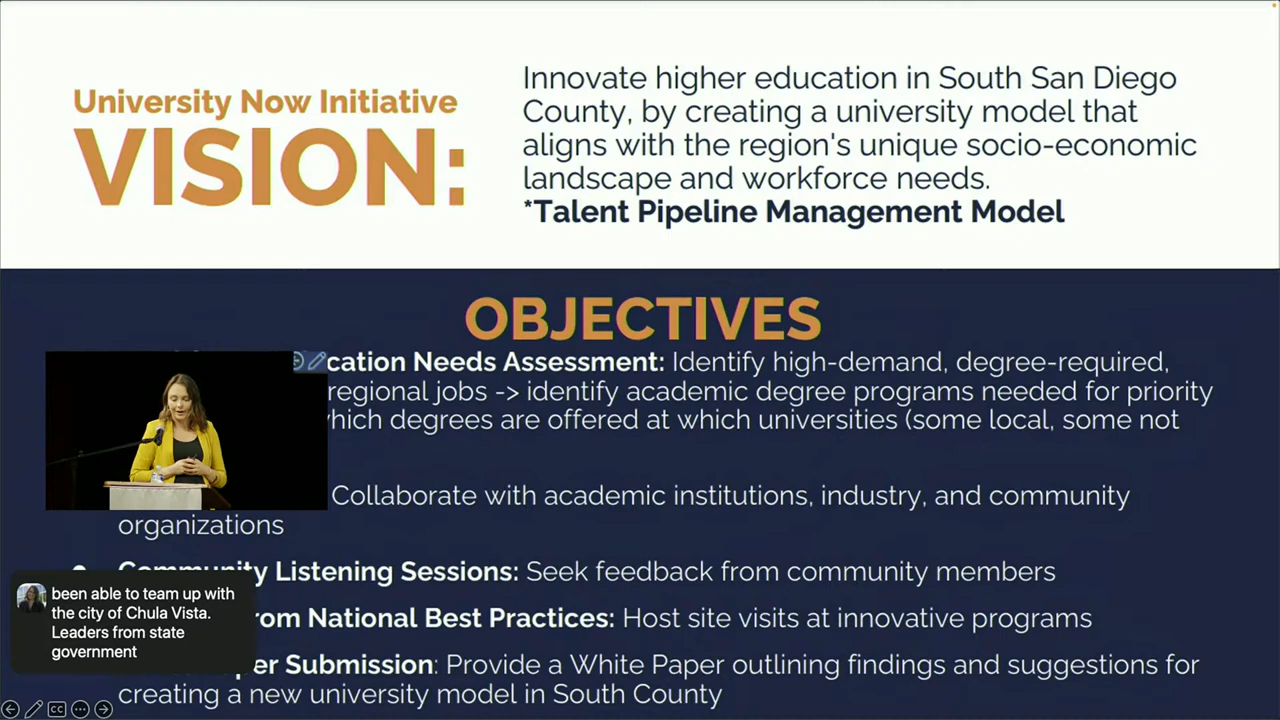 University Now Initiative
VISION:
Innovate higher education in South San Diego
County, by creating a university model that
aligns with the region's unique socio-economic
landscape and workforce needs.
*Talent Pipeline Management Model
OBJECTIVES
cation Needs Assessment: Identify high-demand, degree-required,
regional jobs -> identify academic degree programs needed for priority
hich degrees are offered at which universities (some local, some not
Collaborate with academic institutions, industry, and community
organizations
Community Listening Sessions: Seek feedback from community members
rom National Best Practices: Host site visits at innovative programs
per Submission: Provide a White Paper outlining findings and suggestions for
creating a new university model in South County
been able to team up with
the city of Chula Vista.
Leaders from state
government
CC